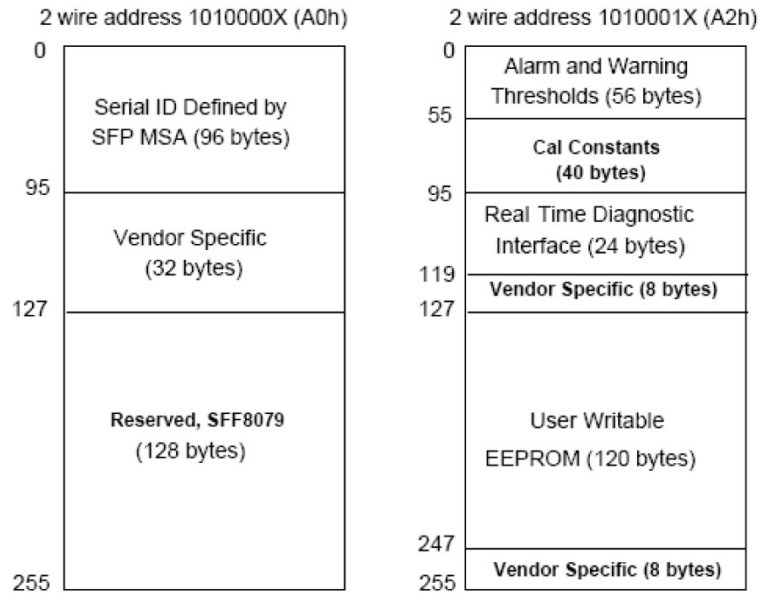 2 wire address 1010000X (A0h)
0
Serial ID Defined by
SFP MSA (96 bytes)
95
Vendor Specific
(32 bytes)
127
Reserved, SFF8079
(128 bytes)
255
2 wire address 1010001X (A2h)
0
Alarm and Warning
Thresholds (56 bytes)
55
Cal Constants
(40 bytes)
95
Real Time Diagnostic
Interface (24 bytes)
119
Vendor Specific (8 bytes)
127
User Writable
EEPROM (120 bytes)
247
Vendor Specific (8 bytes)
255